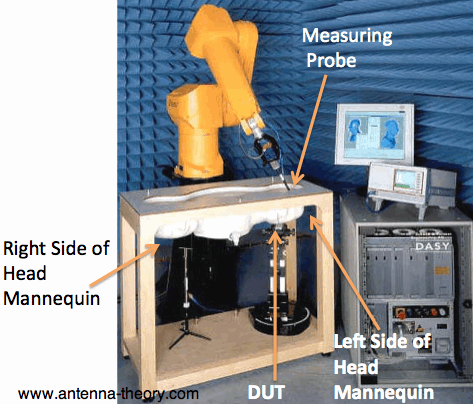 Measuring
Probe
DASY
Right Side of
Head
Mannequin
Left Side of
Head
Mannequin
DUT
www.antenna-theory.com